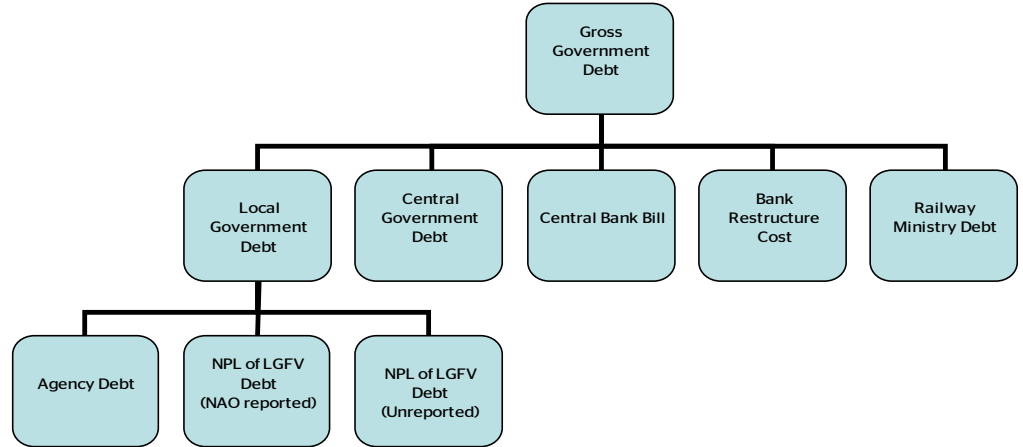 Gross
Government
Debt
Local
Government
Debt
Central
Government
Debt
Central Bank Bill
Bank
Restructure
Cost
Railway
Ministry Debt
Agency Debt
NPL of LGFV
Debt
(NAO reported)
NPL of LGFV
Debt
(Unreported)